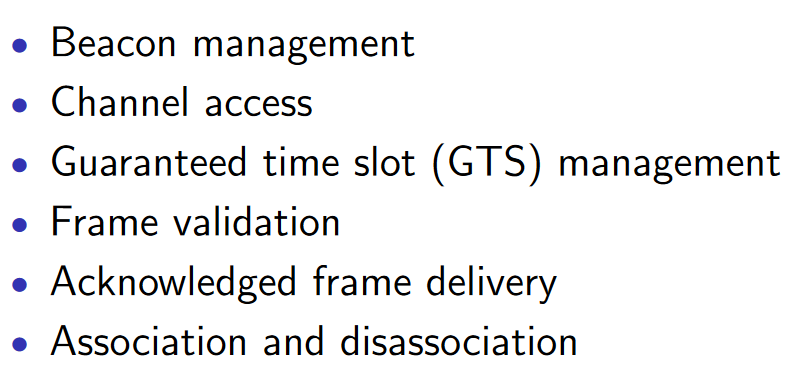 • Beacon management
• Channel access
• Guaranteed time slot (GTS) management
• Frame validation
• Acknowledged frame delivery
• Association and disassociation